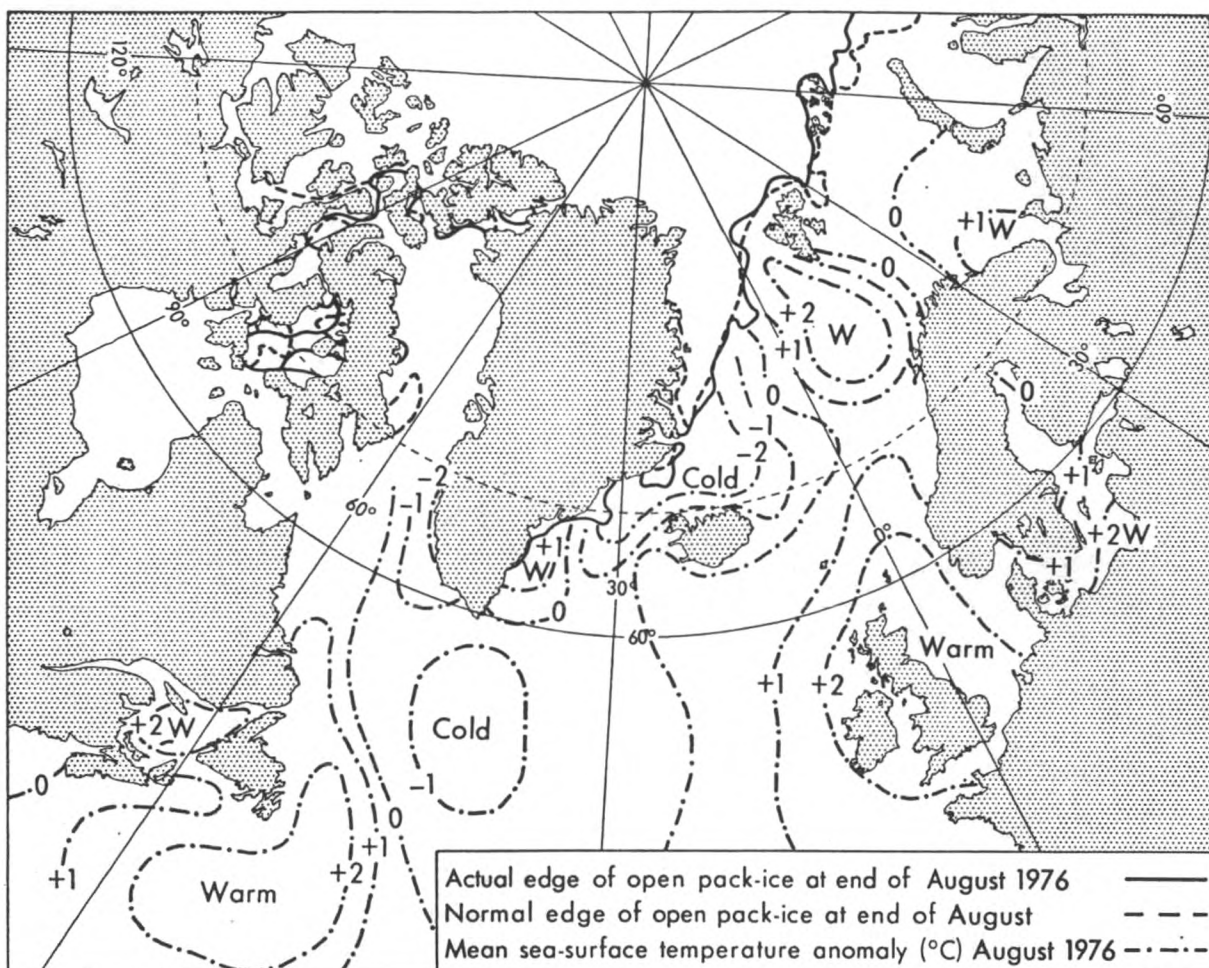 120°
60°
90°
0
+1
W
0
+2
W
+1
30°
0
0
-1
-2
Cold
+1
+2W
+1
-2
-1
60°
+1
W
30°
0
0°
60°
Warm
+1
+2
+2W
Cold
-1
0
0
+1
+1
+2
Warm
Actual edge of open pack-ice at end of August 1976
Normal edge of open pack-ice at end of August
Mean sea-surface temperature anomaly (°C) August 1976